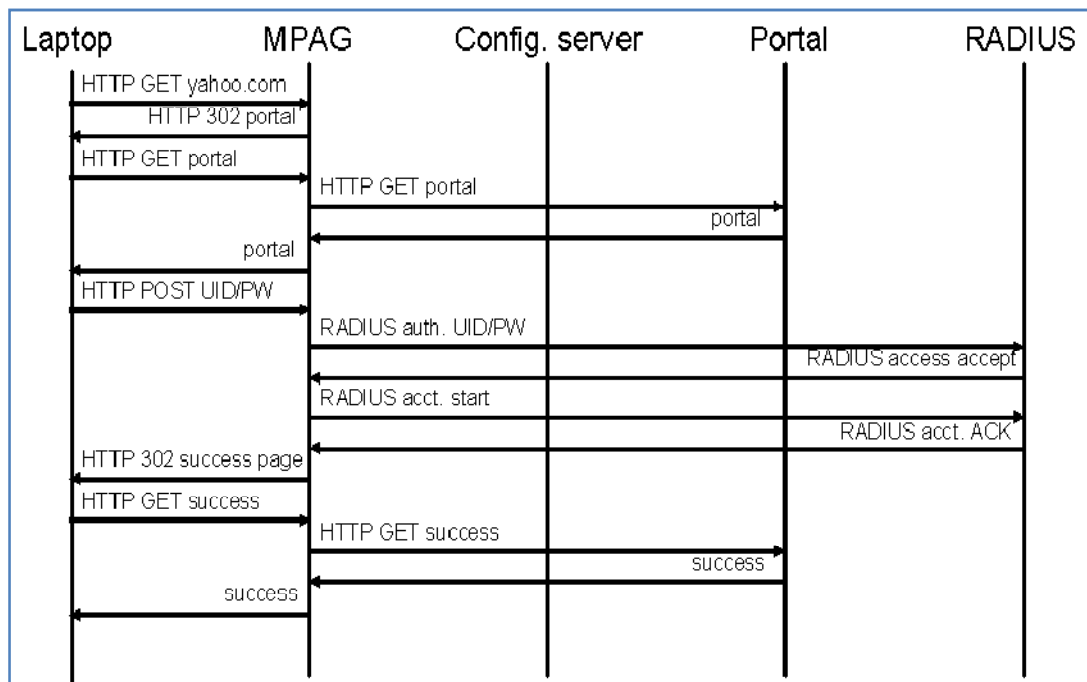 Laptop MPAG Config. server Portal RADIUS
HTTP GET yahoo.com
HTTP 302 portal
HTTP GET portal
HTTP GET portal
portal
portal
HTTP POST UID/PW
RADIUS auth. UID/PW
RADIUS access accept
RADIUS acct. start
RADIUS acct. ACK
HTTP 302 success page
HTTP GET success
HTTP GET success
success
success